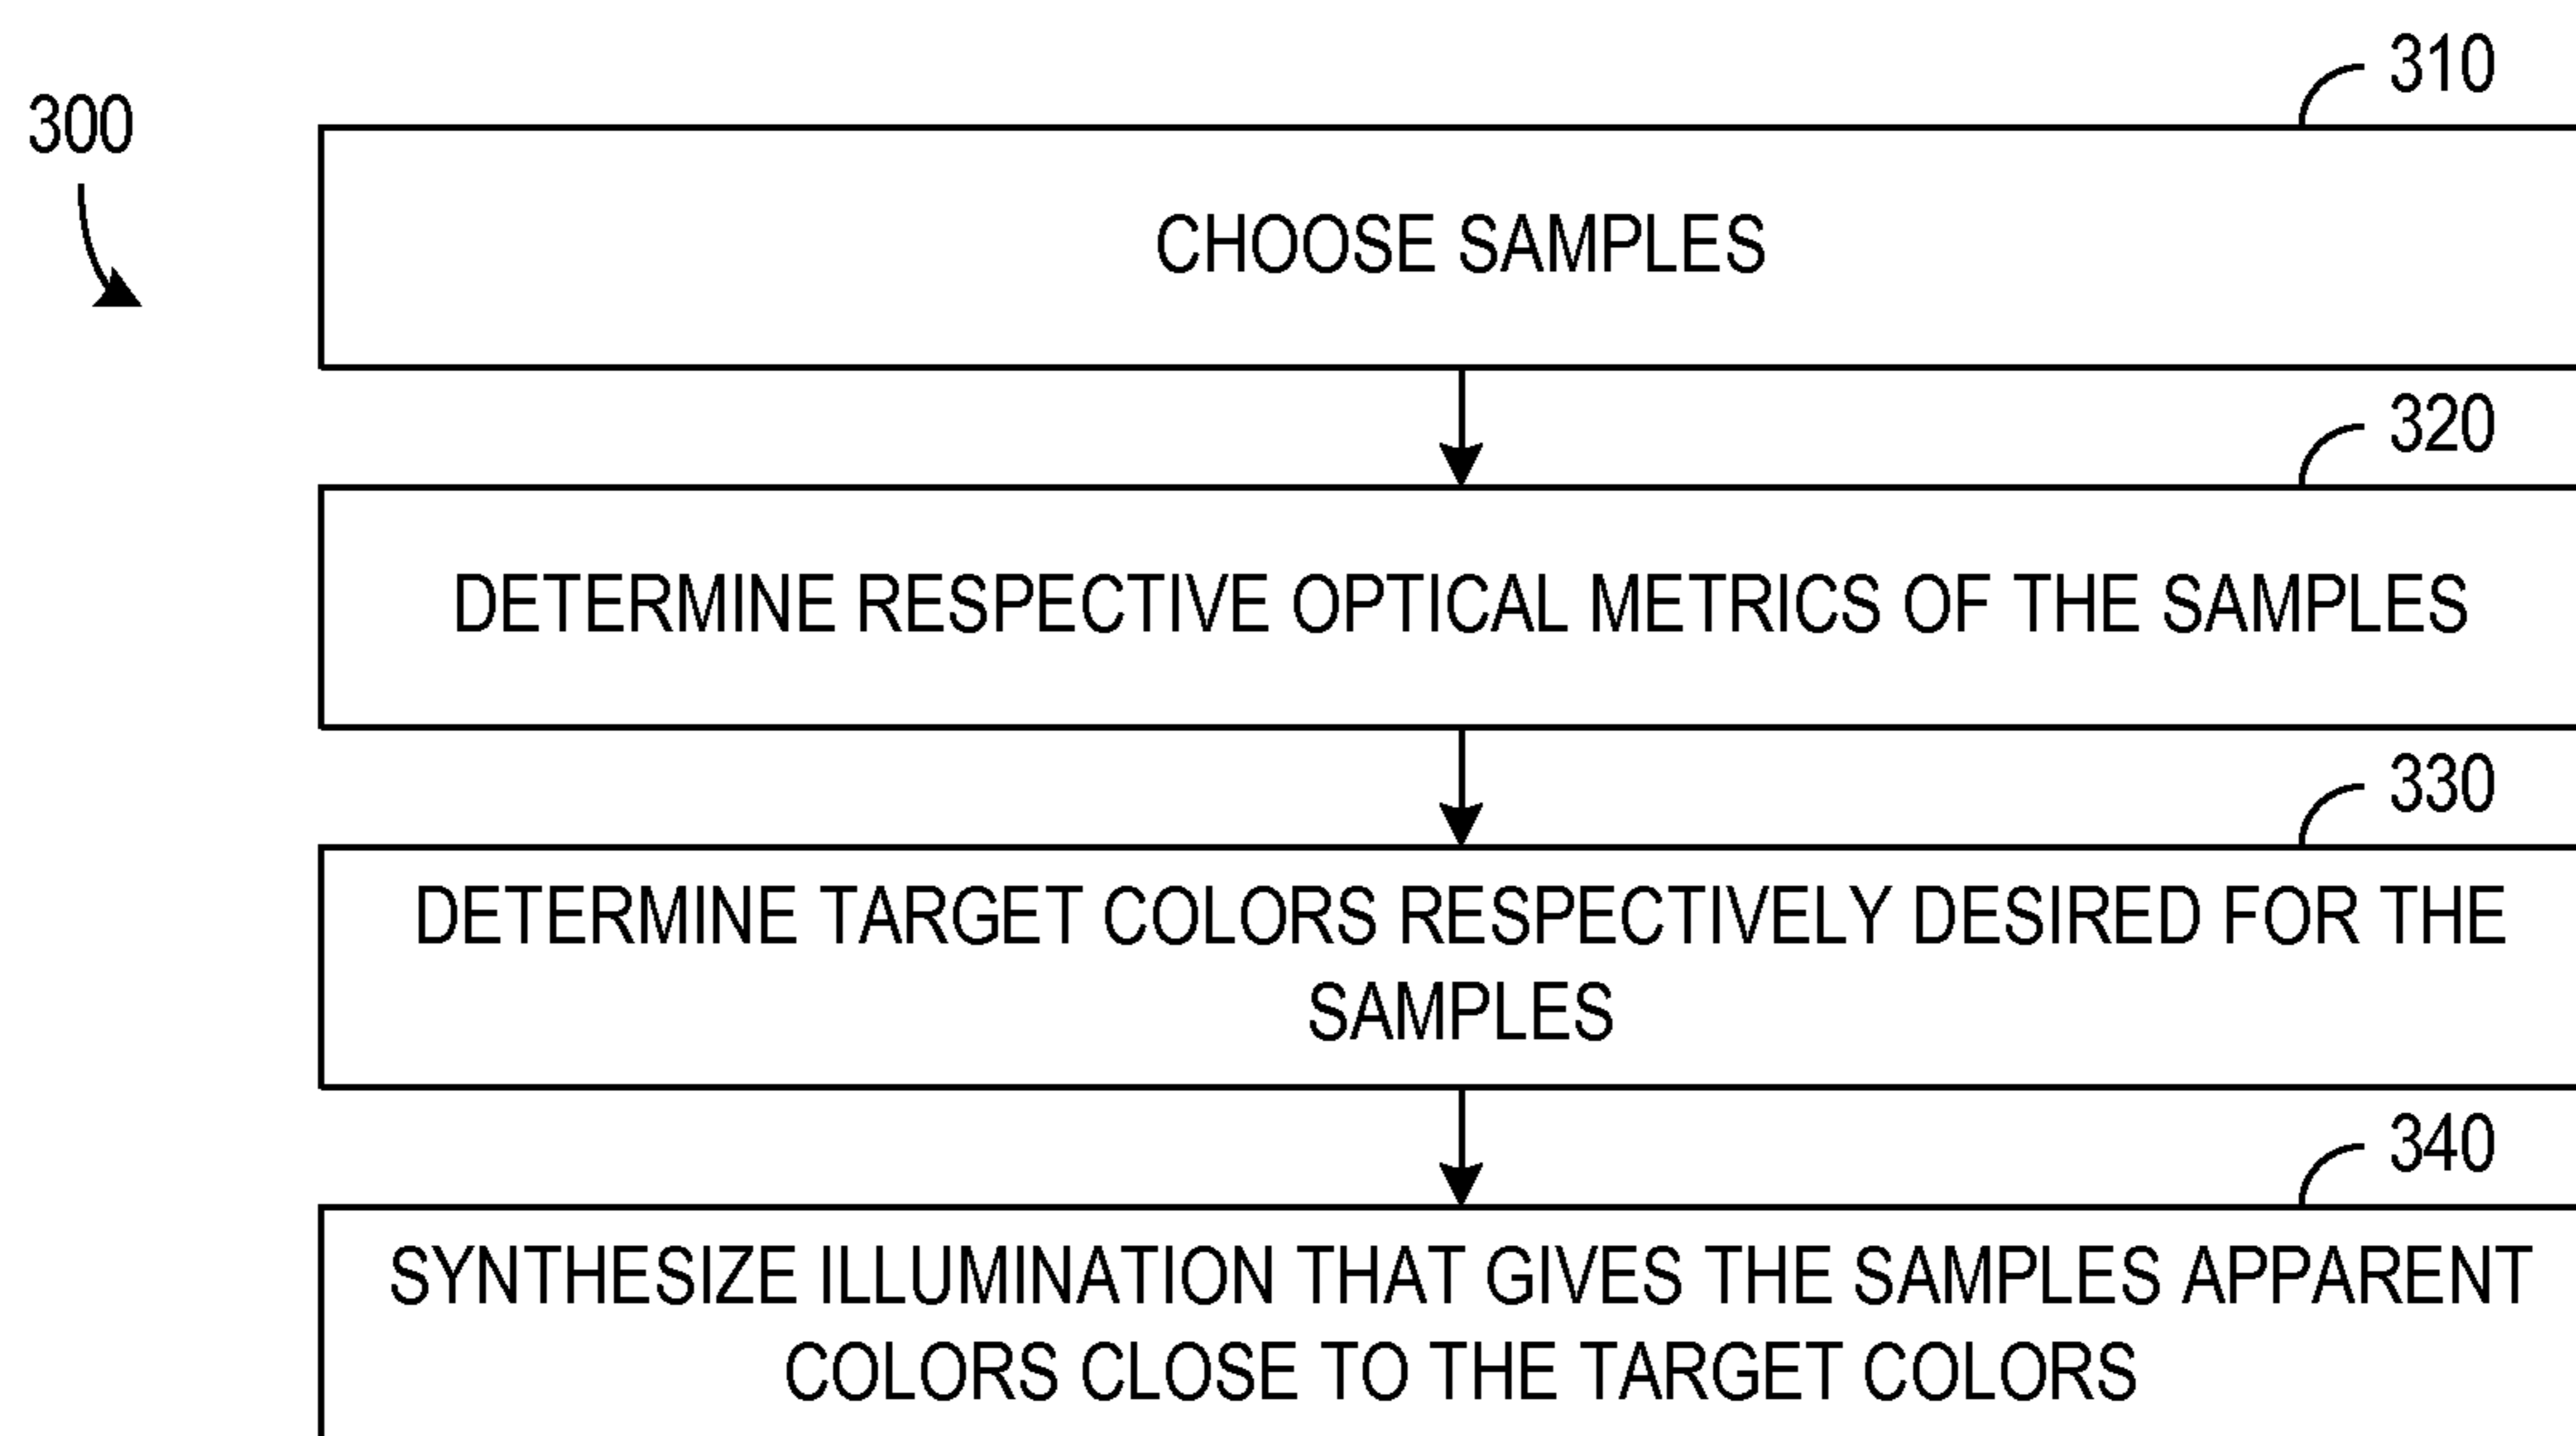 300
310
CHOOSE SAMPLES
320
DETERMINE RESPECTIVE OPTICAL METRICS OF THE SAMPLES
330
DETERMINE TARGET COLORS RESPECTIVELY DESIRED FOR THE
SAMPLES
340
SYNTHESIZE ILLUMINATION THAT GIVES THE SAMPLES APPARENT
COLORS CLOSE TO THE TARGET COLORS